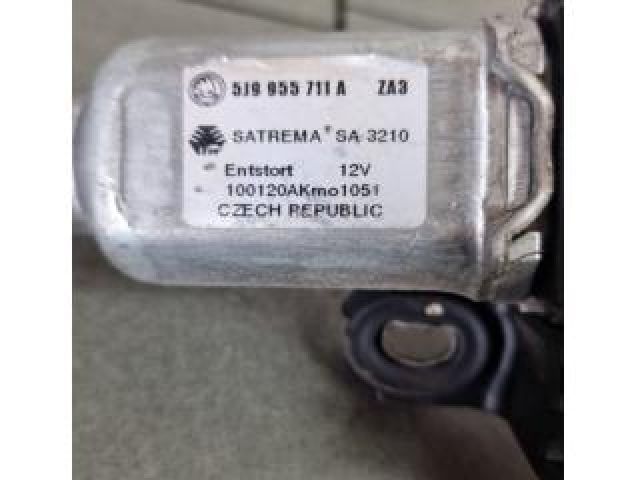 5J9 955 711 A ZA3
SATREMA® SA 3210
Entstort 12V
100120AKmo1051
CZECH REPUBLIC